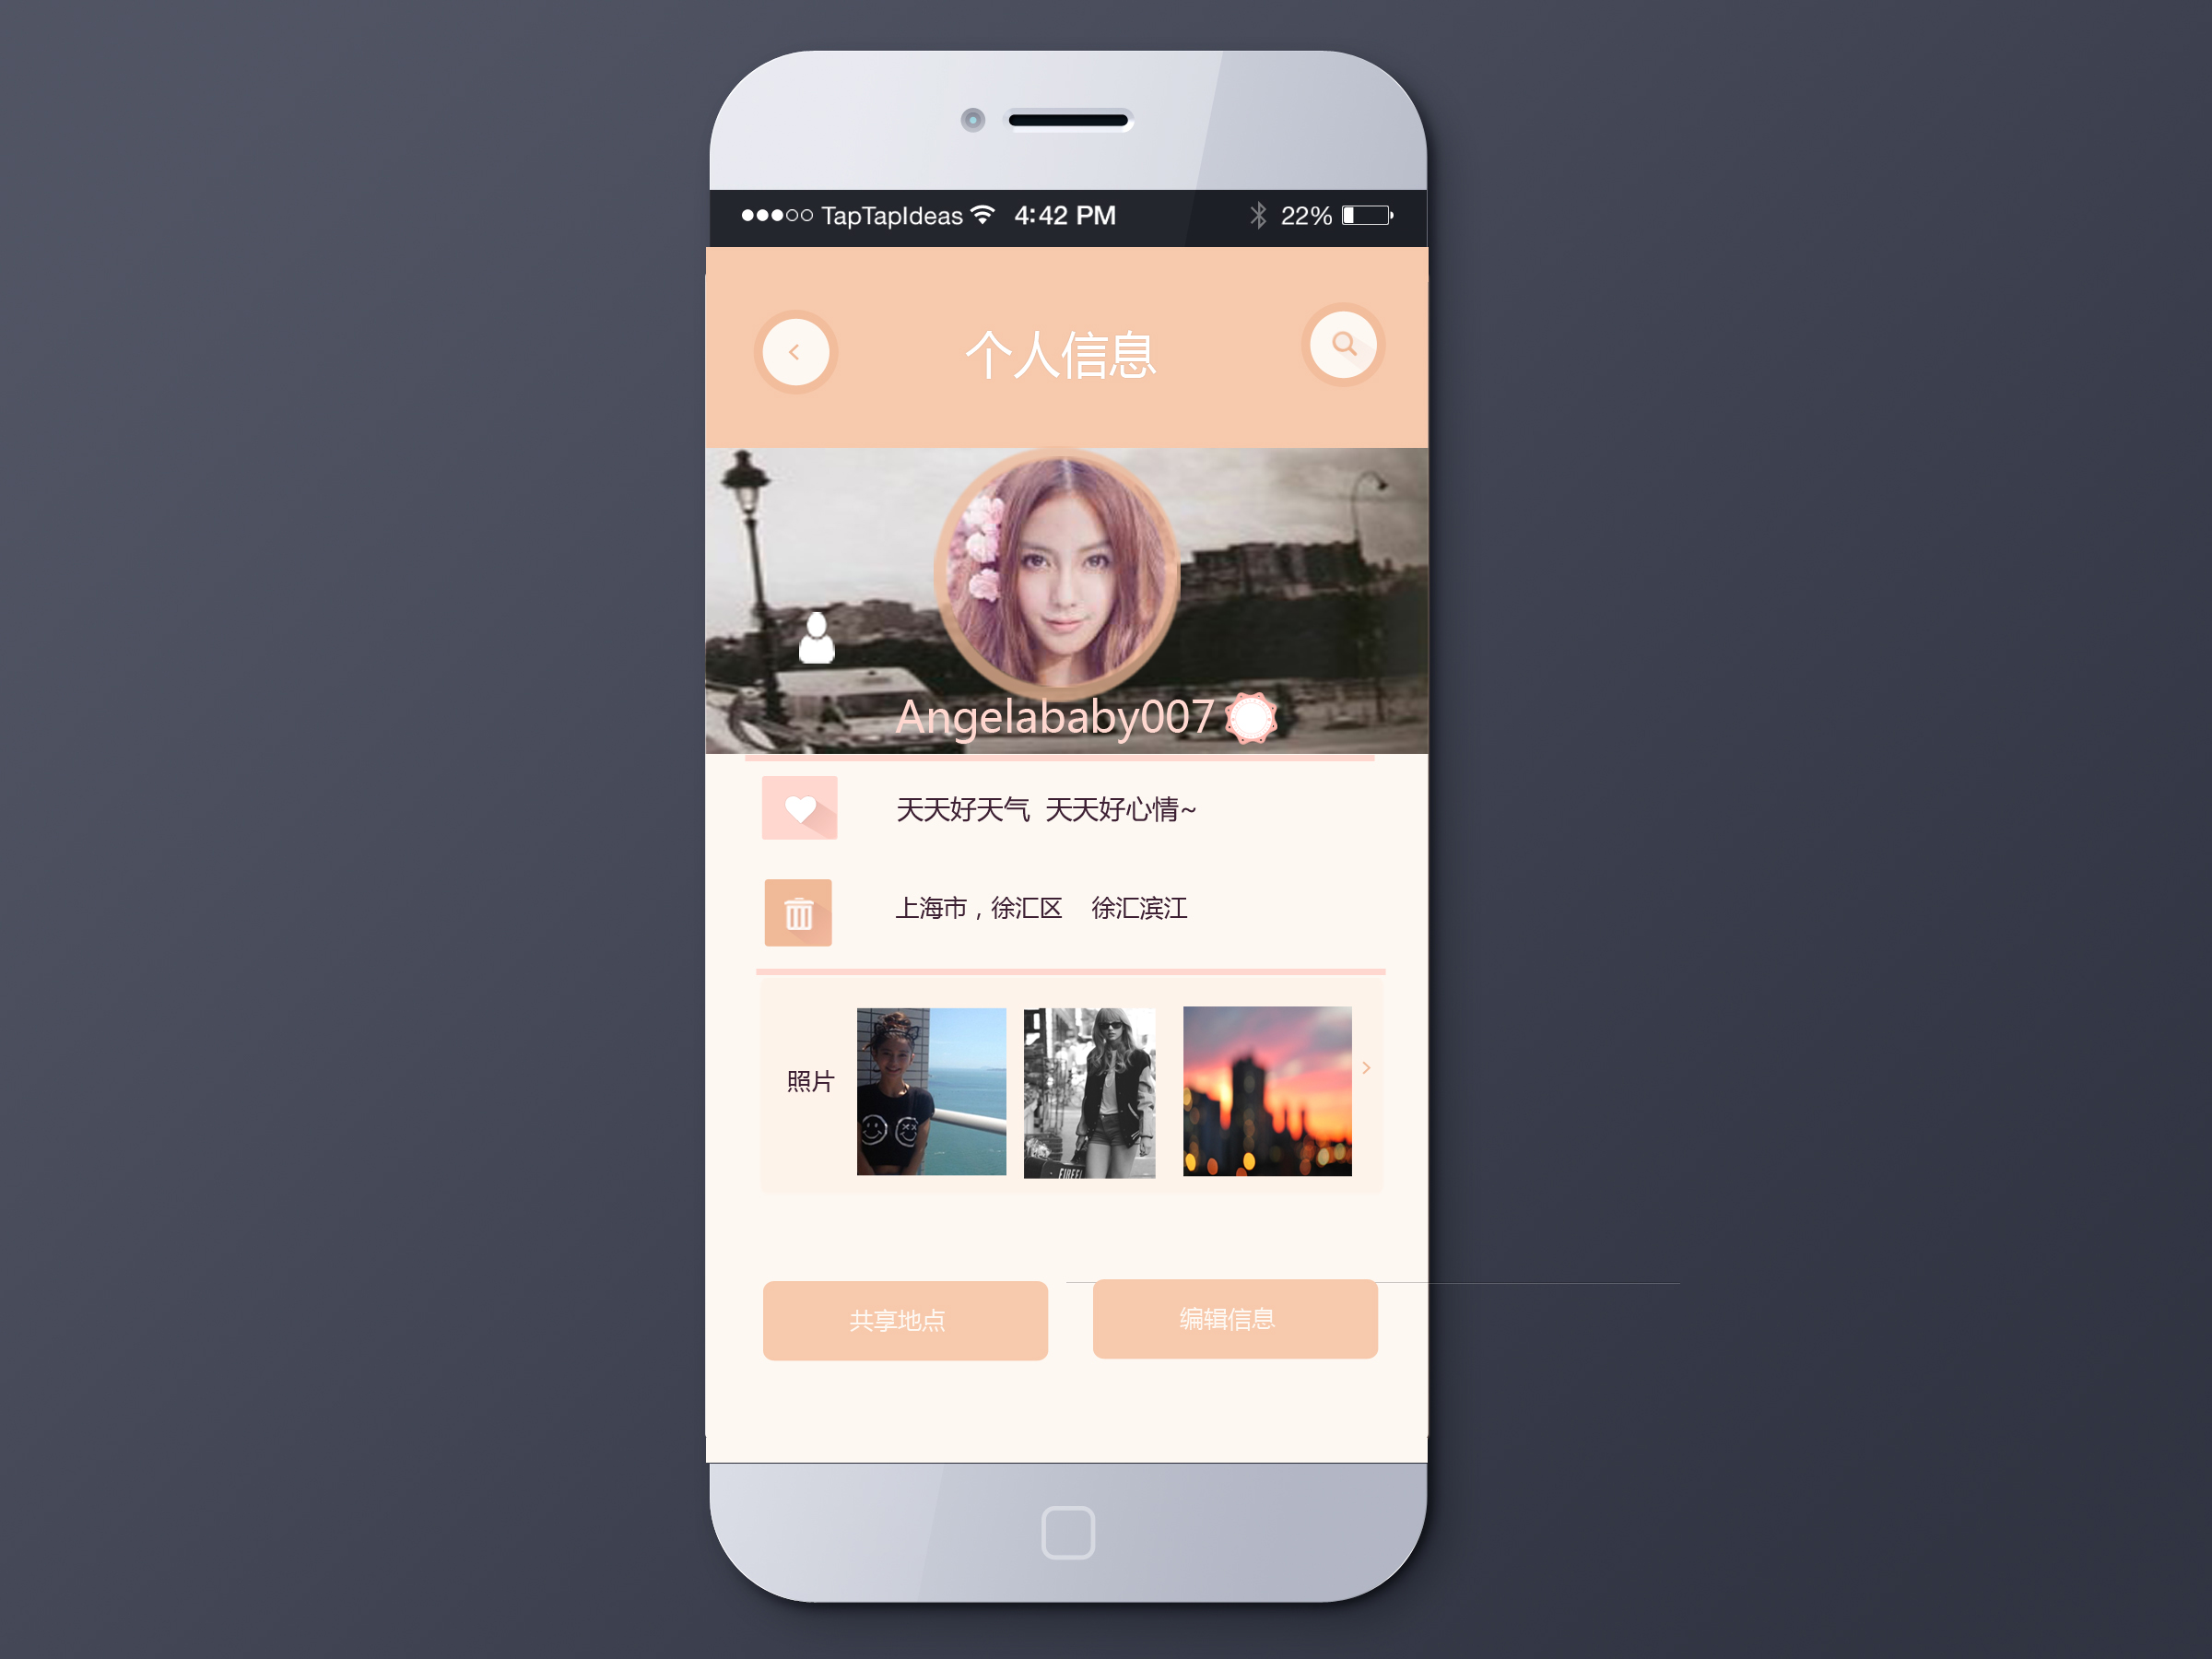 TapTapIdeas 4:42 PM 22%
个人信息
Angelababy007
天天好天气 天天好心情~
上海市，徐汇区 徐汇滨江
照片
共享地点 编辑信息